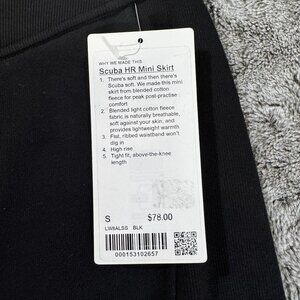 WHY WE MADE THIS
Scuba HR Mini Skirt
1. There's soft and then there's
Scuba soft. We made this mini
skirt from blended cotton
fleece for peak post-practise
comfort
2. Blended light cotton fleece
fabric is naturally breathable,
soft against your skin, and
provides lightweight warmth
3. Flat, ribbed waistband won't
dig in
4. High rise
5. Tight fit, above-the-knee
length
S $78.00
LW8ALSS BLK
000153102657